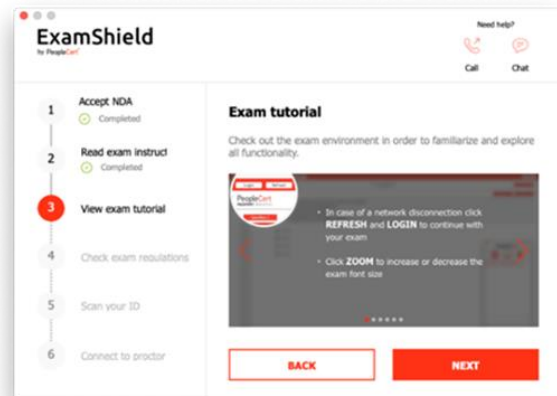 ExamShield
by PeopleCert
Need help?
Call
Chat
1
Accept NDA
Completed
2
Read exam instruct
Completed
3
View exam tutorial
4
Check exam regulations
5
Scan your ID
6
Connect to proctor
Exam tutorial
Check out the exam environment in order to familiarize and explore
all functionality.
PeopleCert
• In case of a network disconnection click
REFRESH and LOGIN to continue with
your exam
• Click ZOOM to increase or decrease the
exam font size
BACK
NEXT